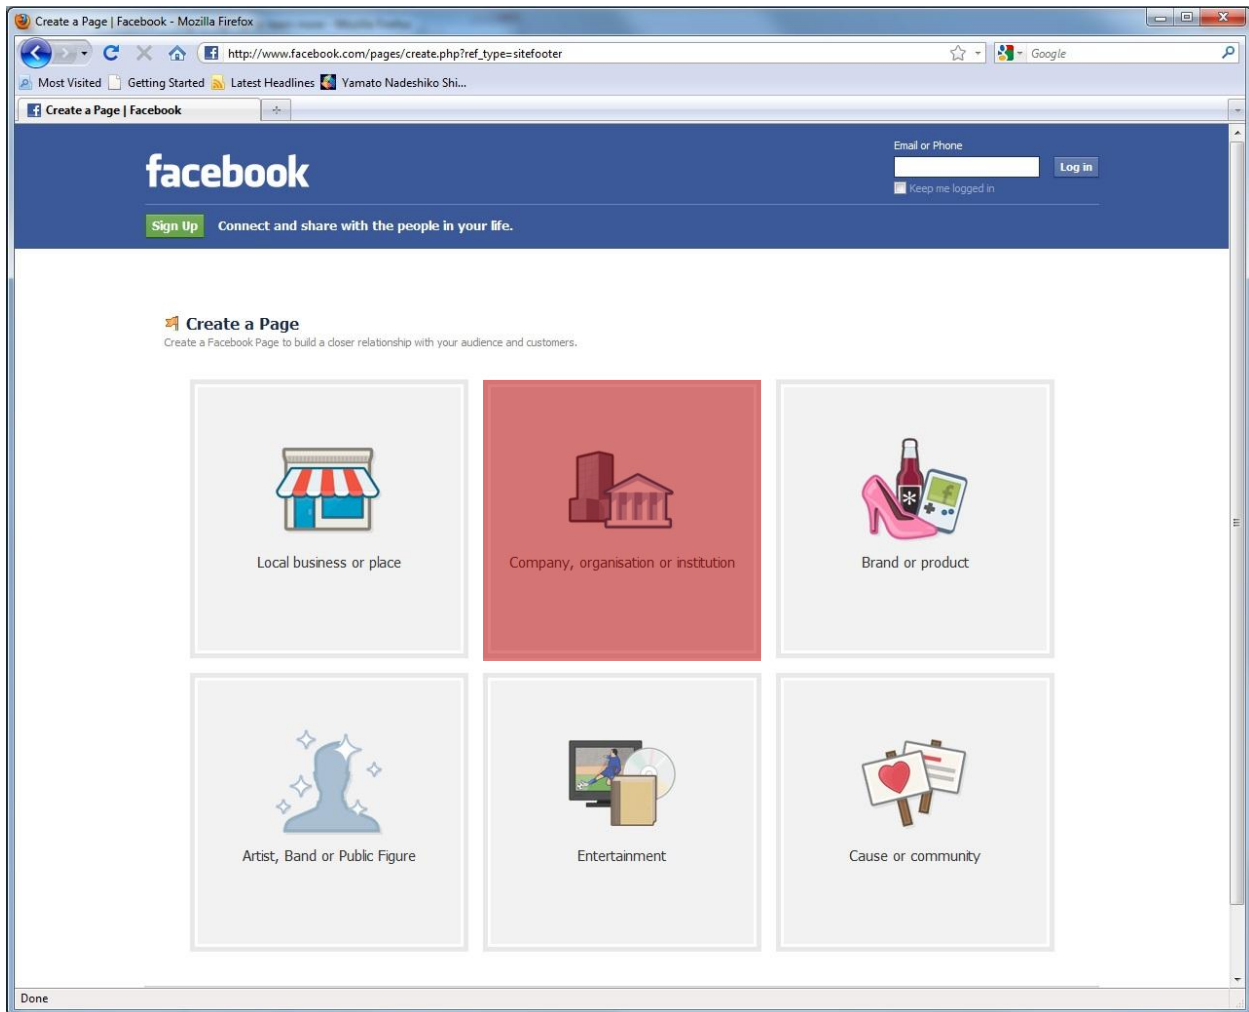 Create a Page | Facebook - Mozilla Firefox
http://www.facebook.com/pages/create.php?ref_type=sitefooter
Google
Most Visited Getting Started Latest Headlines Yamato Nadeshiko Shi...
Create a Page | Facebook
facebook
Email or Phone
Log in
Keep me logged in
Sign Up Connect and share with the people in your life.
Create a Page
Create a Facebook Page to build a closer relationship with your audience and customers.
Local business or place
Company, organisation or institution
Brand or product
Artist, Band or Public Figure
Entertainment
Cause or community
Done